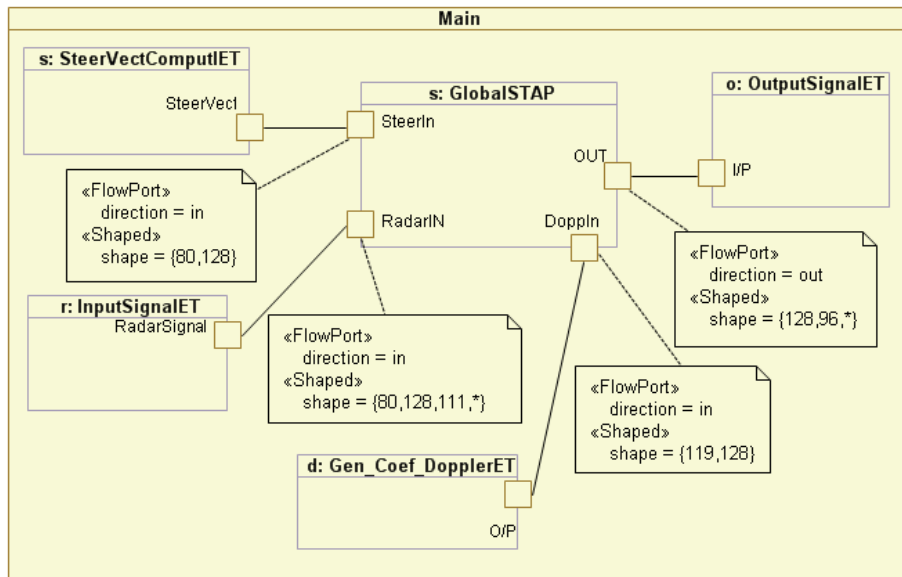 Main
s: SteerVectComputIET
SteerVect
s: GlobalSTAP
SteerIn
OUT
RadarIN
DoppIn
o: OutputSignalET
I/P
«FlowPort»
direction = in
«Shaped»
shape = {80,128}
r: InputSignalET
RadarSignal
«FlowPort»
direction = in
«Shaped»
shape = {80,128,111,*}
«FlowPort»
direction = out
«Shaped»
shape = {128,96,*}
«FlowPort»
direction = in
«Shaped»
shape = {119,128}
d: Gen_Coef_DopplerET
O/P